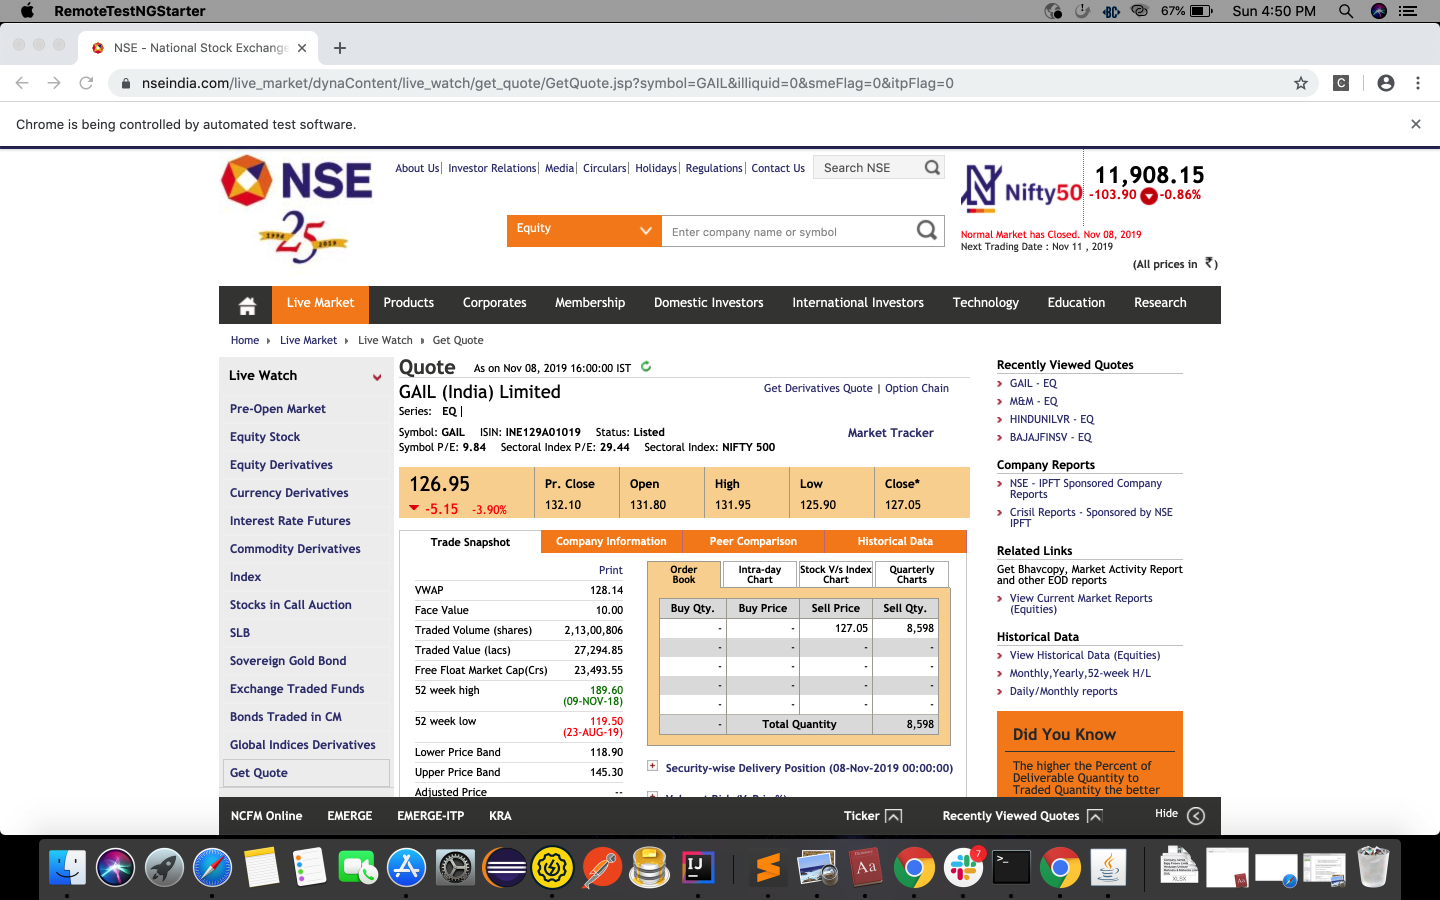 RemoteTestNGStarter
67%
Sun 4:50 PM
NSE - National Stock Exchange
nseindia.com/live_market/dynaContent/live_watch/get_quote/GetQuote.jsp?symbol=GAIL&illiquid=0&smeFlag=0&itpFlag=0
Chrome is being controlled by automated test software.
NSE
1994 25 2019
About Us| Investor Relations| Media| Circulars| Holidays| Regulations| Contact Us
Search NSE
Equity
Enter company name or symbol
Nifty50
11,908.15
-103.90 -0.86%
Normal Market has Closed. Nov 08, 2019
Next Trading Date : Nov 11 , 2019
(All prices in ₹)
Live Market Products Corporates Membership Domestic Investors International Investors Technology Education Research
Home Live Market Live Watch Get Quote
Live Watch
Pre-Open Market
Equity Stock
Equity Derivatives
Currency Derivatives
Interest Rate Futures
Commodity Derivatives
Index
Stocks in Call Auction
SLB
Sovereign Gold Bond
Exchange Traded Funds
Bonds Traded in CM
Global Indices Derivatives
Get Quote
Quote As on Nov 08, 2019 16:00:00 IST
GAIL (India) Limited
Get Derivatives Quote | Option Chain
Series: EQ |
Symbol: GAIL ISIN: INE129A01019 Status: Listed
Market Tracker
Symbol P/E: 9.84 Sectoral Index P/E: 29.44 Sectoral Index: NIFTY 500
126.95 Pr. Close Open High Low Close*
-5.15 -3.90% 132.10 131.80 131.95 125.90 127.05
Trade Snapshot Company Information Peer Comparison Historical Data
Print
VWAP 128.14
Face Value 10.00
Traded Volume (shares) 2,13,00,806
Traded Value (lacs) 27,294.85
Free Float Market Cap(Crs) 23,493.55
52 week high 189.60
(09-NOV-18)
52 week low 119.50
(23-AUG-19)
Lower Price Band 118.90
Upper Price Band 145.30
Adjusted Price --
Order Book
Intra-day Chart
Stock V/s Index Chart
Quarterly Charts
Buy Qty. Buy Price Sell Price Sell Qty.
- - 127.05 8,598
- - - -
- - - -
- - - -
- - - -
- Total Quantity 8,598
Security-wise Delivery Position (08-Nov-2019 00:00:00)
Recently Viewed Quotes
GAIL - EQ
M&M - EQ
HINDUNILVR - EQ
BAJAJFINSV - EQ
Company Reports
NSE - IPFT Sponsored Company
Reports
Crisil Reports - Sponsored by NSE
IPFT
Related Links
Get Bhavcopy, Market Activity Report
and other EOD reports
View Current Market Reports
(Equities)
Historical Data
View Historical Data (Equities)
Monthly,Yearly,52-week H/L
Daily/Monthly reports
Did You Know
The higher the Percent of
Deliverable Quantity to
Traded Quantity the better
NCFM Online EMERGE EMERGE-ITP KRA
Ticker Recently Viewed Quotes Hide
IJ
Aa
7
XLSX